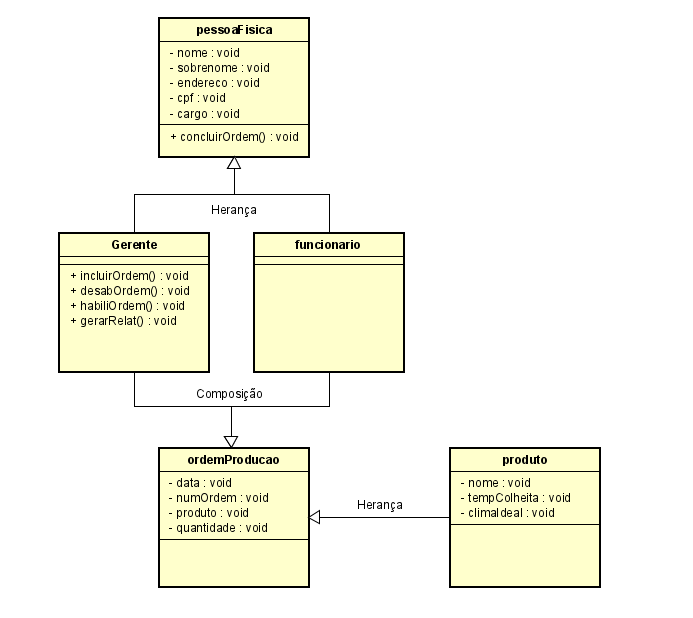 pessoaFisica
- nome : void
- sobrenome : void
- endereco : void
- cpf : void
- cargo : void
+ concluirOrdem() : void
Herança
Gerente
+ incluirOrdem() : void
+ desabOrdem() : void
+ habiliOrdem() : void
+ gerarRelat() : void
funcionario
Composição
ordemProducao
- data : void
- numOrdem : void
- produto : void
- quantidade : void
Herança
produto
- nome : void
- tempColheita : void
- climaIdeal : void